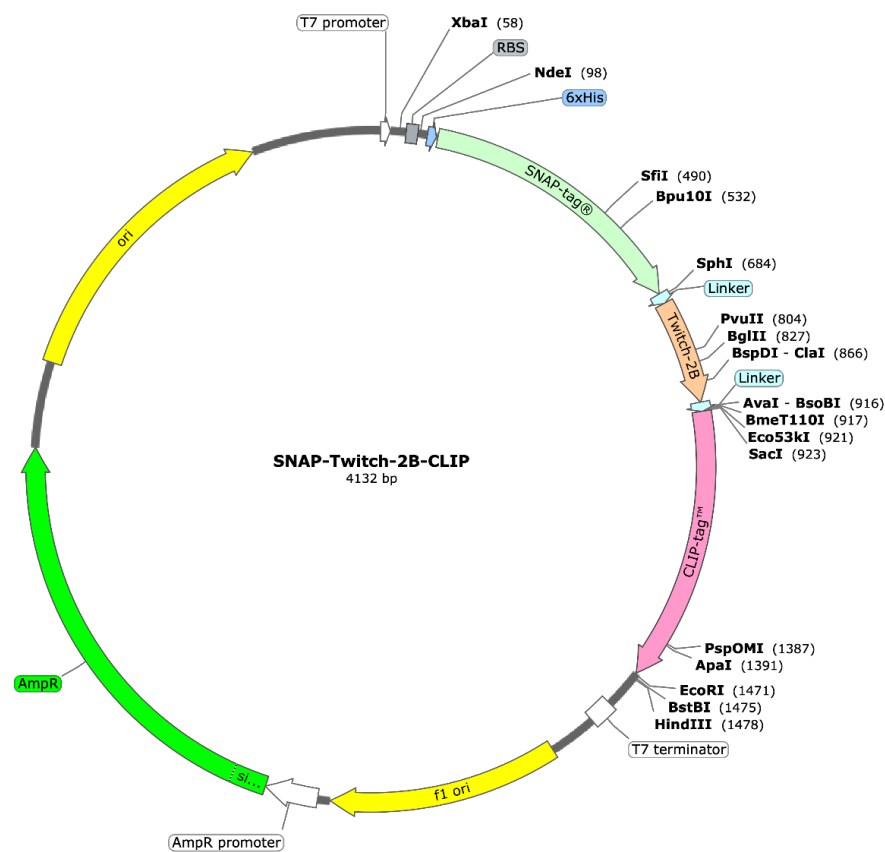 T7 promoter
XbaI (58)
RBS
NdeI (98)
6xHis
SNAP-tag®
SfiI (490)
Bpu10I (532)
SphI (684)
Linker
Twitch-2B
PvuII (804)
BglII (827)
BspDI - ClaI (866)
Linker
AvaI - BsoBI (916)
BmeT110I (917)
Eco53kI (921)
SacI (923)
SNAP-Twitch-2B-CLIP
4132 bp
CLIP-tag™
PspOMI (1387)
ApaI (1391)
EcoRI (1471)
BstBI (1475)
HindIII (1478)
T7 terminator
f1 ori
AmpR promoter
si...
AmpR
ori